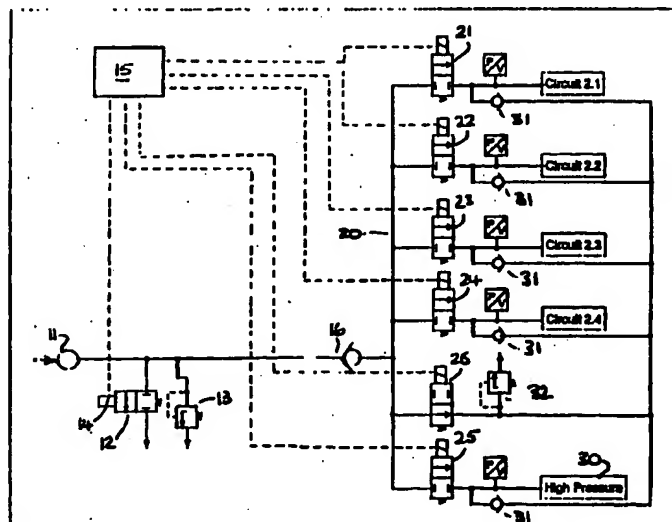 21
15
P/V
Circuit 2.1
31
22
P/V
Circuit 2.2
31
23
P/V
20
Circuit 2.3
31
24
P/V
Circuit 2.4
11
16
31
26
32
14
12
13
25
P/V
30
High Pressure
31